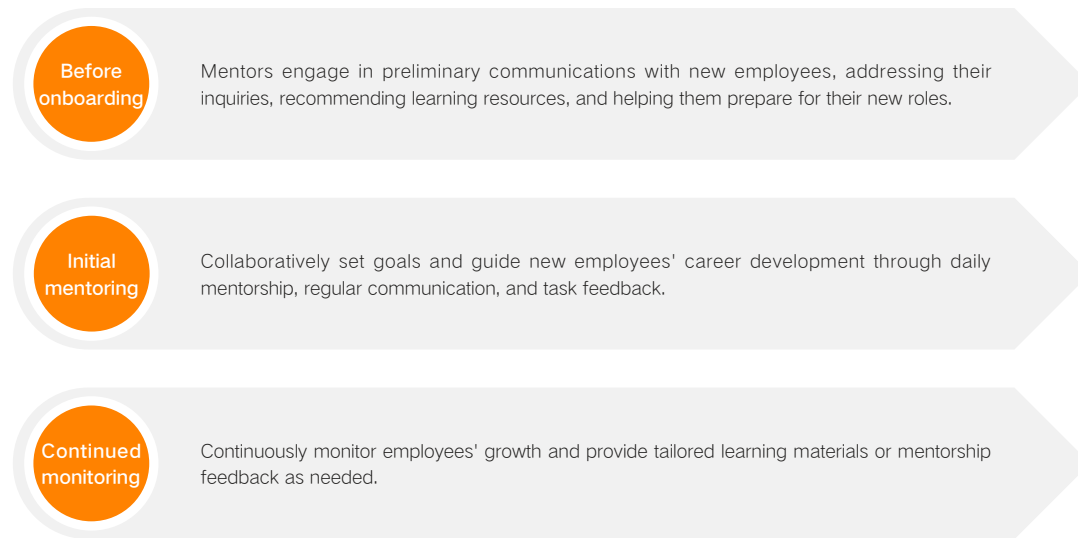 Before
onboarding
Mentors engage in preliminary communications with new employees, addressing their
inquiries, recommending learning resources, and helping them prepare for their new roles.
Initial
mentoring
Collaboratively set goals and guide new employees' career development through daily
mentorship, regular communication, and task feedback.
Continued
monitoring
Continuously monitor employees' growth and provide tailored learning materials or mentorship
feedback as needed.